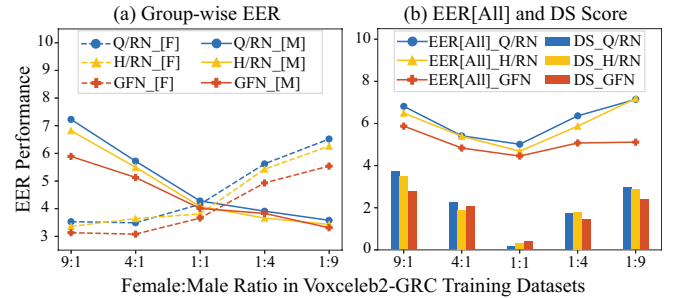 (a) Group-wise EER
(b) EER[All] and DS Score
EER Performance
10
9
8
7
6
5
4
3
Q/RN_[F]
H/RN_[F]
GFN_[F]
Q/RN_[M]
H/RN_[M]
GFN_[M]
9:1 4:1 1:1 1:4 1:9
10
8
6
4
2
0
EER[All]_Q/RN
EER[All]_H/RN
EER[All]_GFN
DS_Q/RN
DS_H/RN
DS_GFN
9:1 4:1 1:1 1:4 1:9
Female:Male Ratio in Voxceleb2-GRC Training Datasets